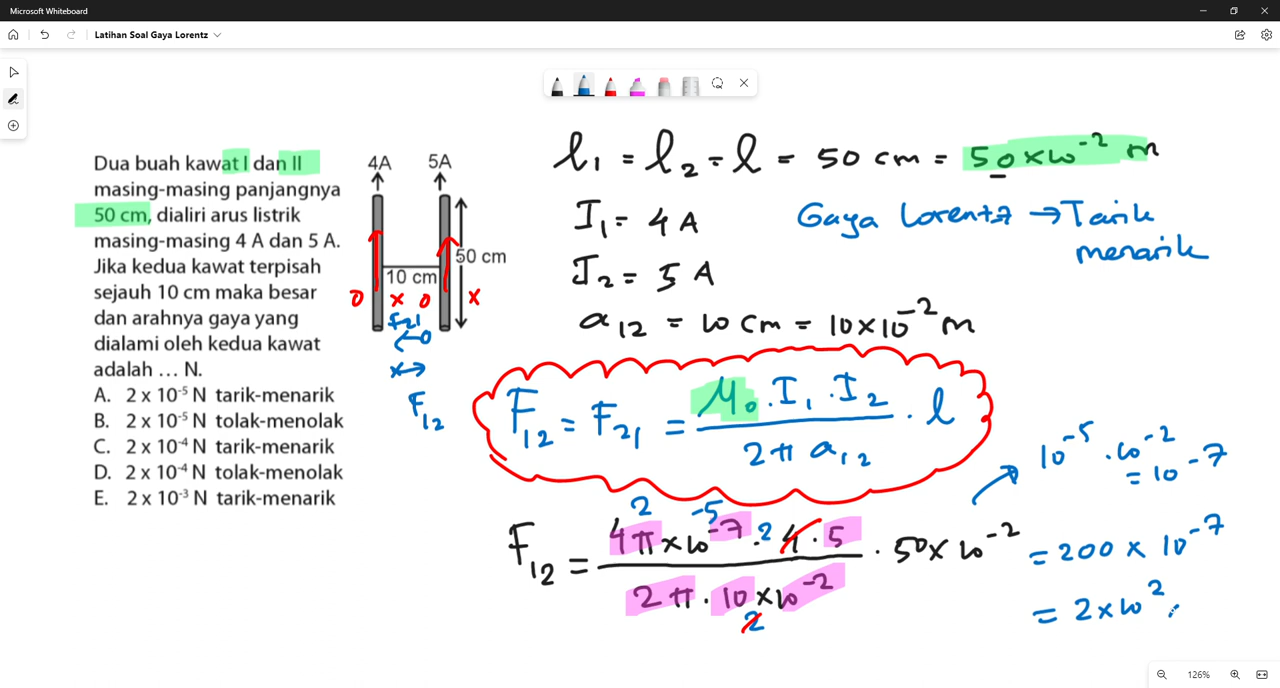 Microsoft Whiteboard
Latihan Soal Gaya Lorentz
Dua buah kawat I dan II
masing-masing panjangnya
50 cm, dialiri arus listrik
masing-masing 4 A dan 5 A.
Jika kedua kawat terpisah
sejauh 10 cm maka besar
dan arahnya gaya yang
dialami oleh kedua kawat
adalah ... N.
A. 2 x 10⁻⁵ N tarik-menarik
B. 2 x 10⁻⁵ N tolak-menolak
C. 2 x 10⁻⁴ N tarik-menarik
D. 2 x 10⁻⁴ N tolak-menolak
E. 2 x 10⁻³ N tarik-menarik
4A 5A
50 cm
10 cm
O x O x
F21
O
x
F12
l1 = l2 = l = 50 cm = 50 x 10⁻² m
I1 = 4 A
I2 = 5 A
a12 = 10 cm = 10 x 10⁻² m
Gaya Lorentz → Tarik
menarik
F12 = F21 = μ0 . I1 . I2 / 2π a12 . l
F12 = 4π x 10⁻⁷ . 4 . 5 / 2π . 10 x 10⁻² . 50 x 10⁻²
2 -5 2
2
10⁻⁵ . 10⁻²
= 10⁻⁷
= 200 x 10⁻⁷
= 2 x 10² .
126%